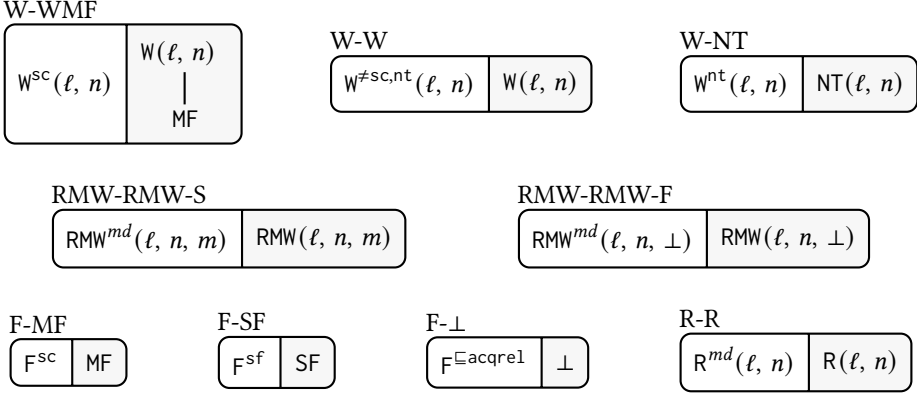 W-WMF
W^sc(ℓ, n) W(ℓ, n)
MF
W-W
W^≠sc,nt(ℓ, n) W(ℓ, n)
W-NT
W^nt(ℓ, n) NT(ℓ, n)
RMW-RMW-S
RMW^md(ℓ, n, m) RMW(ℓ, n, m)
RMW-RMW-F
RMW^md(ℓ, n, ⊥) RMW(ℓ, n, ⊥)
F-MF
F^sc MF
F-SF
F^sf SF
F-⊥
F^⊑acqrel ⊥
R-R
R^md(ℓ, n) R(ℓ, n)